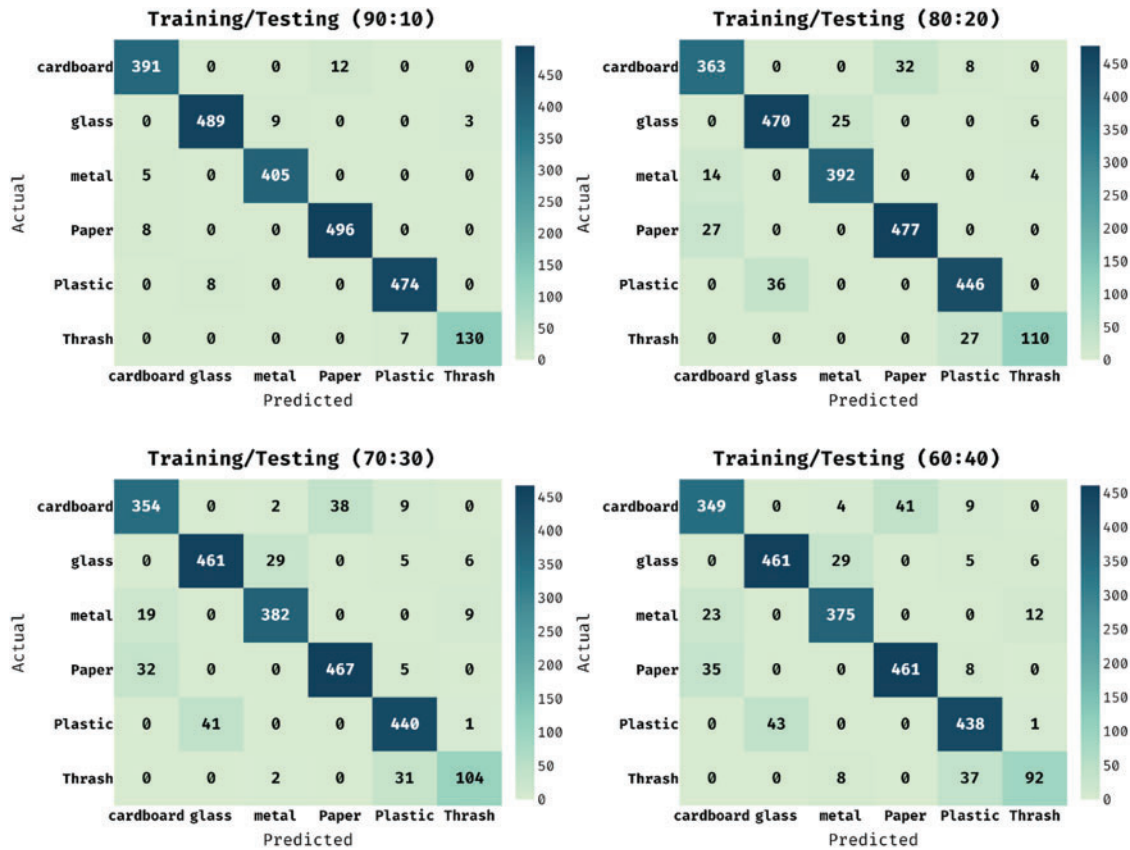 Training/Testing (90:10)
cardboard 391 0 0 12 0 0
glass 0 489 9 0 0 3
metal 5 0 405 0 0 0
Paper 8 0 0 496 0 0
Plastic 0 8 0 0 474 0
Thrash 0 0 0 0 7 130
cardboard glass metal Paper Plastic Thrash
Predicted
Actual
450
400
350
300
250
200
150
100
50
0
Training/Testing (80:20)
cardboard 363 0 0 32 8 0
glass 0 470 25 0 0 6
metal 14 0 392 0 0 4
Paper 27 0 0 477 0 0
Plastic 0 36 0 0 446 0
Thrash 0 0 0 0 27 110
cardboard glass metal Paper Plastic Thrash
Predicted
Actual
450
400
350
300
250
200
150
100
50
0
Training/Testing (70:30)
cardboard 354 0 2 38 9 0
glass 0 461 29 0 5 6
metal 19 0 382 0 0 9
Paper 32 0 0 467 5 0
Plastic 0 41 0 0 440 1
Thrash 0 0 2 0 31 104
cardboard glass metal Paper Plastic Thrash
Predicted
Actual
450
400
350
300
250
200
150
100
50
0
Training/Testing (60:40)
cardboard 349 0 4 41 9 0
glass 0 461 29 0 5 6
metal 23 0 375 0 0 12
Paper 35 0 0 461 8 0
Plastic 0 43 0 0 438 1
Thrash 0 0 8 0 37 92
cardboard glass metal Paper Plastic Thrash
Predicted
Actual
450
400
350
300
250
200
150
100
50
0